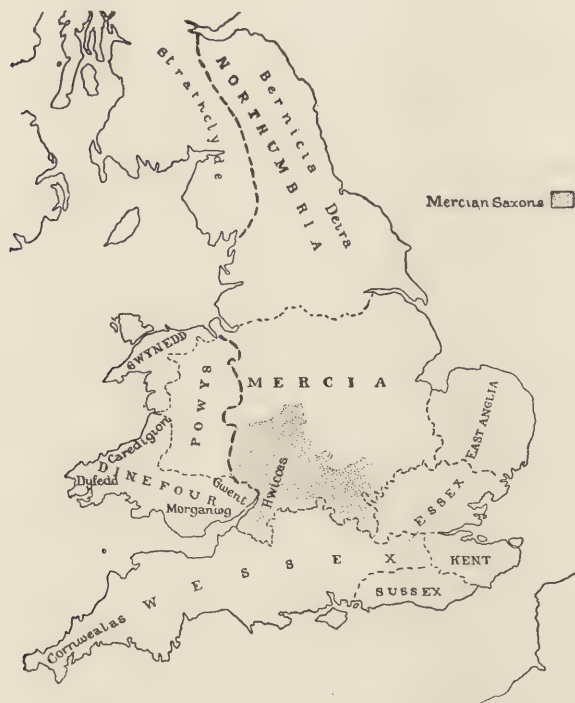 Strathclyde
Bernicia
NORTHUMBRIA
Deira
Mercian Saxons
GWYNEDD
POWYS
MERCIA
EAST ANGLIA
Caredigion
DINEFOUR
Dyfedd
Gwent
Morganwg
Hwiccas
ESSEX
KENT
WESSEX
SUSSEX
Cornwealas